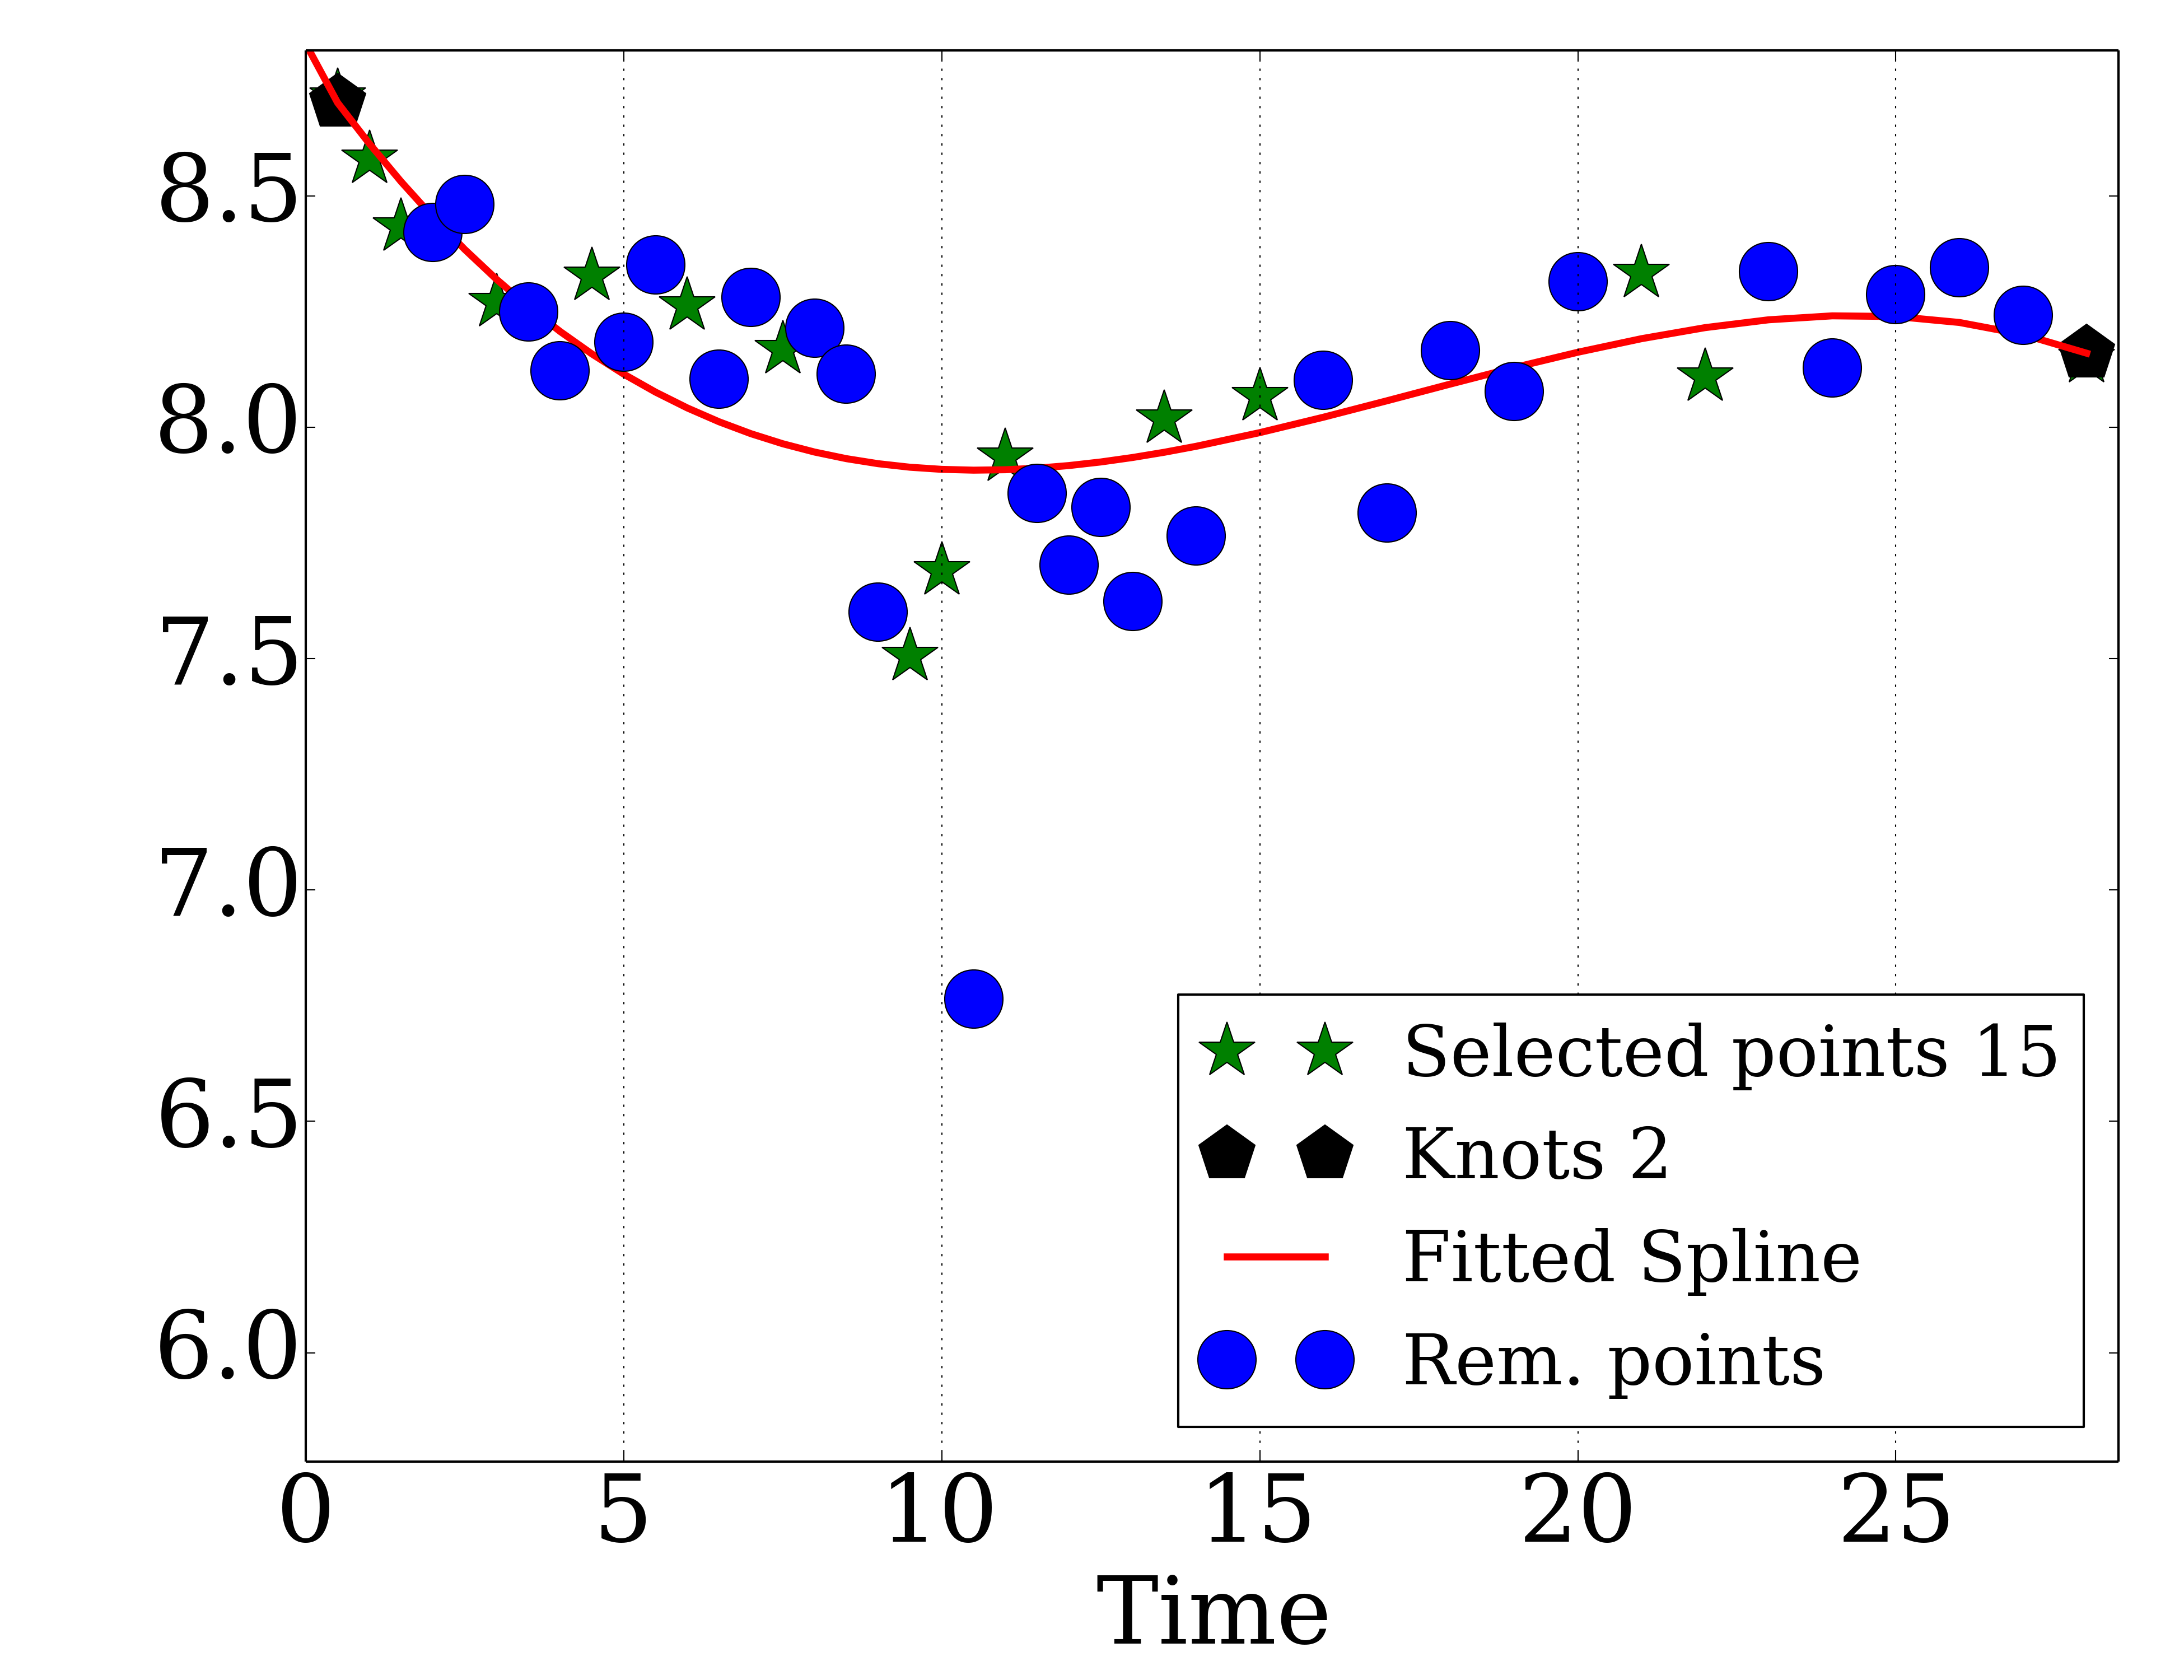 8.5
8.0
7.5
7.0
6.5
6.0
Selected points 15
Knots 2
Fitted Spline
Rem. points
0 5 10 15 20 25
Time